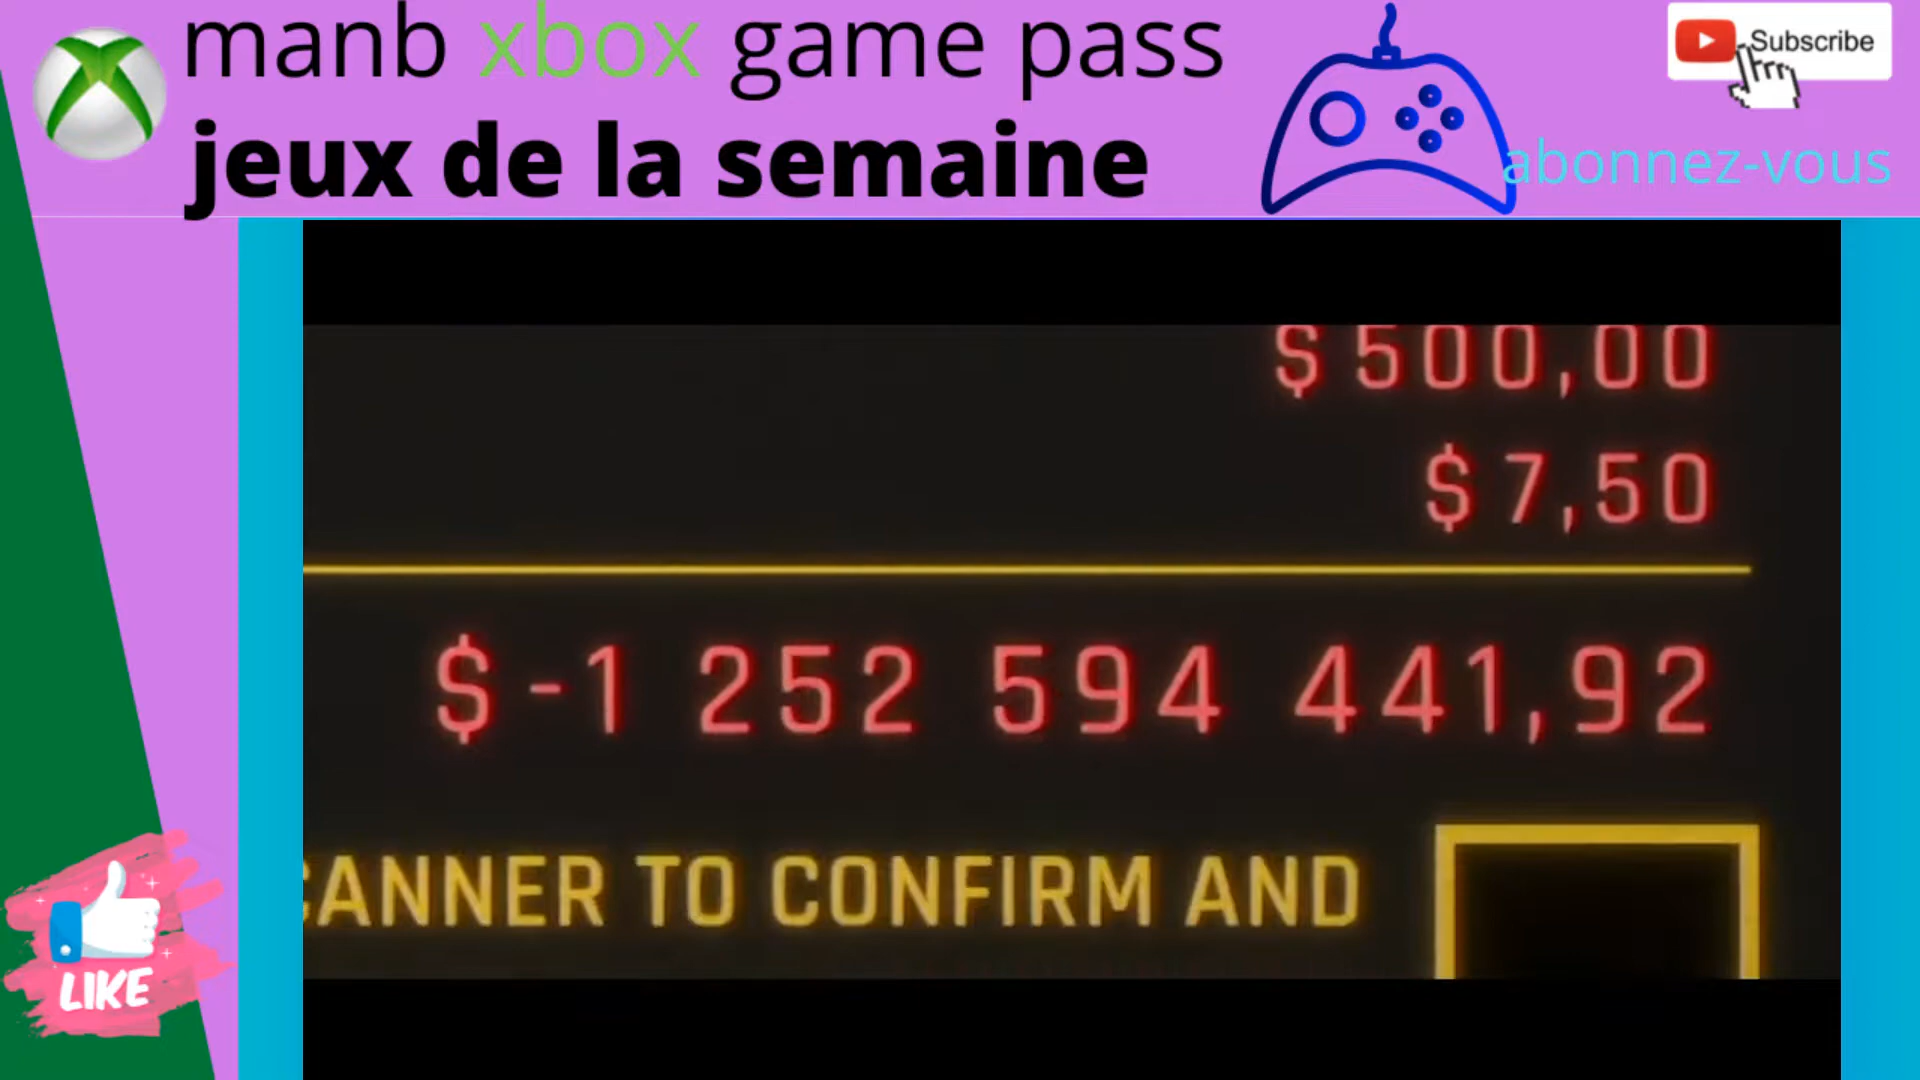 manb xbox game pass
jeux de la semaine
Subscribe
abonnez-vous
$500,00
$7,50
$-1 252 594 441,92
CANNER TO CONFIRM AND
LIKE